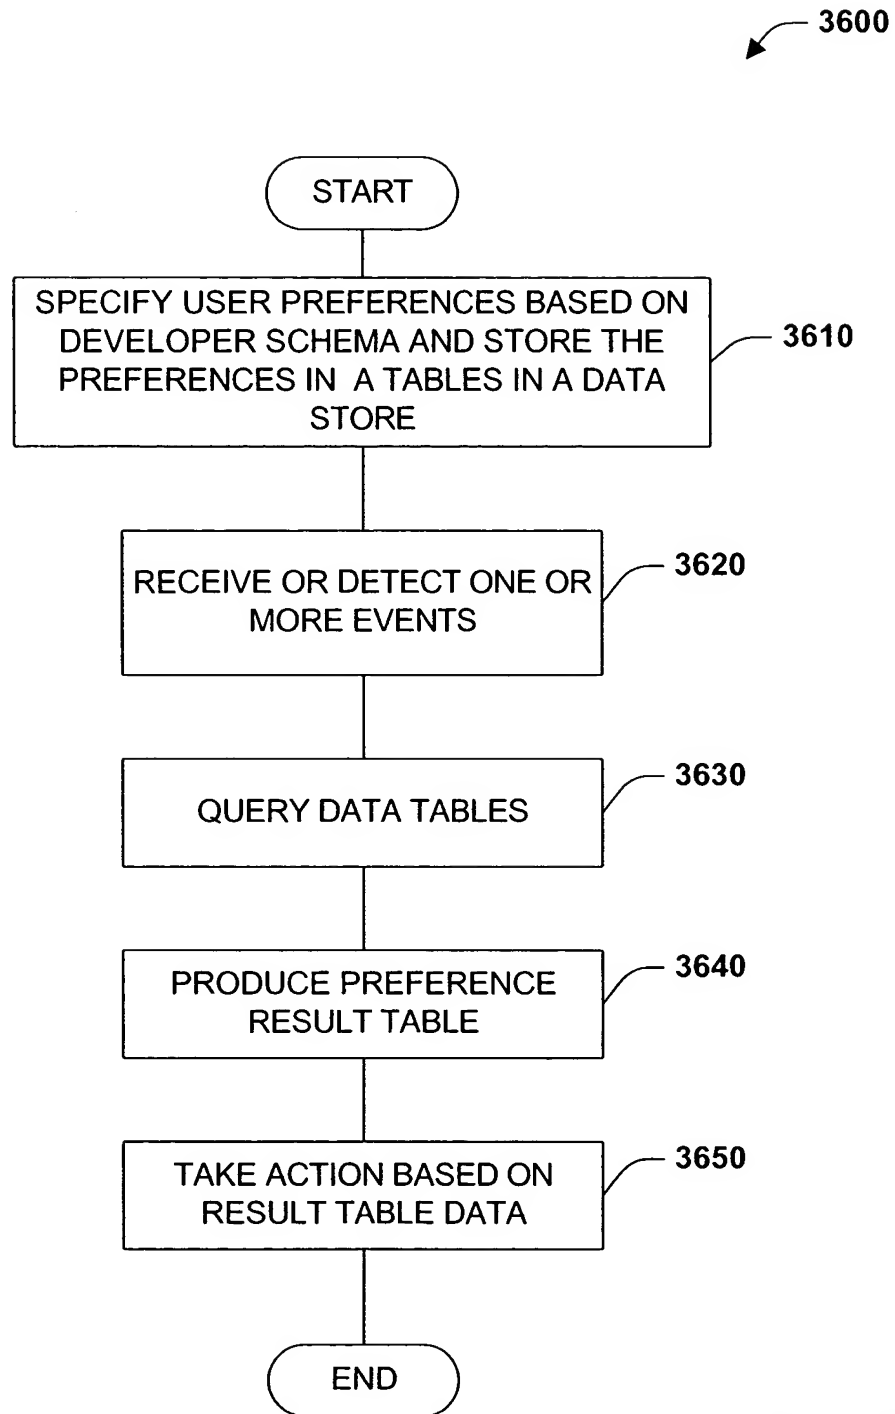 3600
START
SPECIFY USER PREFERENCES BASED ON
DEVELOPER SCHEMA AND STORE THE
PREFERENCES IN A TABLES IN A DATA
STORE
3610
RECEIVE OR DETECT ONE OR
MORE EVENTS
3620
QUERY DATA TABLES
3630
PRODUCE PREFERENCE
RESULT TABLE
3640
TAKE ACTION BASED ON
RESULT TABLE DATA
3650
END